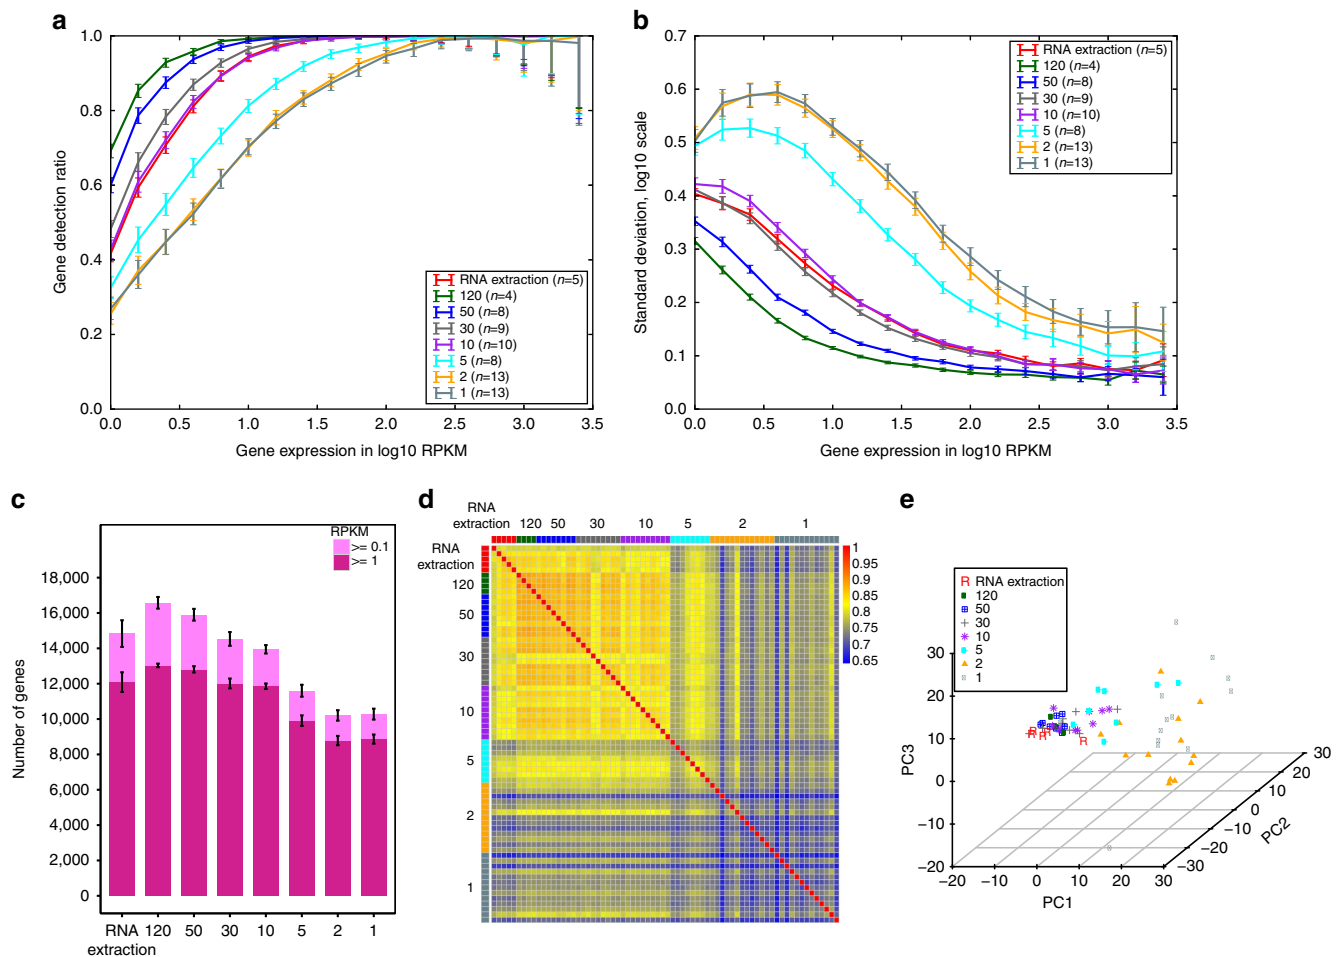 a
1.0
0.8
0.6
0.4
0.2
0.0
Gene detection ratio
RNA extraction (n=5)
120 (n=4)
50 (n=8)
30 (n=9)
10 (n=10)
5 (n=8)
2 (n=13)
1 (n=13)
0.0 0.5 1.0 1.5 2.0 2.5 3.0 3.5
Gene expression in log10 RPKM
b
0.7
0.6
0.5
0.4
0.3
0.2
0.1
0.0
Standard deviation, log10 scale
RNA extraction (n=5)
120 (n=4)
50 (n=8)
30 (n=9)
10 (n=10)
5 (n=8)
2 (n=13)
1 (n=13)
0.0 0.5 1.0 1.5 2.0 2.5 3.0 3.5
Gene expression in log10 RPKM
c
RPKM
>= 0.1
>= 1
18,000
16,000
14,000
12,000
10,000
8,000
6,000
4,000
2,000
0
Number of genes
RNA extraction 120 50 30 10 5 2 1
d
RNA
extraction 120 50 30 10 5 2 1
RNA
extraction
120
50
30
10
5
2
1
1
0.95
0.9
0.85
0.8
0.75
0.7
0.65
e
R RNA extraction
120
50
30
10
5
2
1
30
20
10
0
−10
−20
PC3
−20 −10 0 10 20 30
PC1
30
20
10
0
−10
−20
−30
PC2